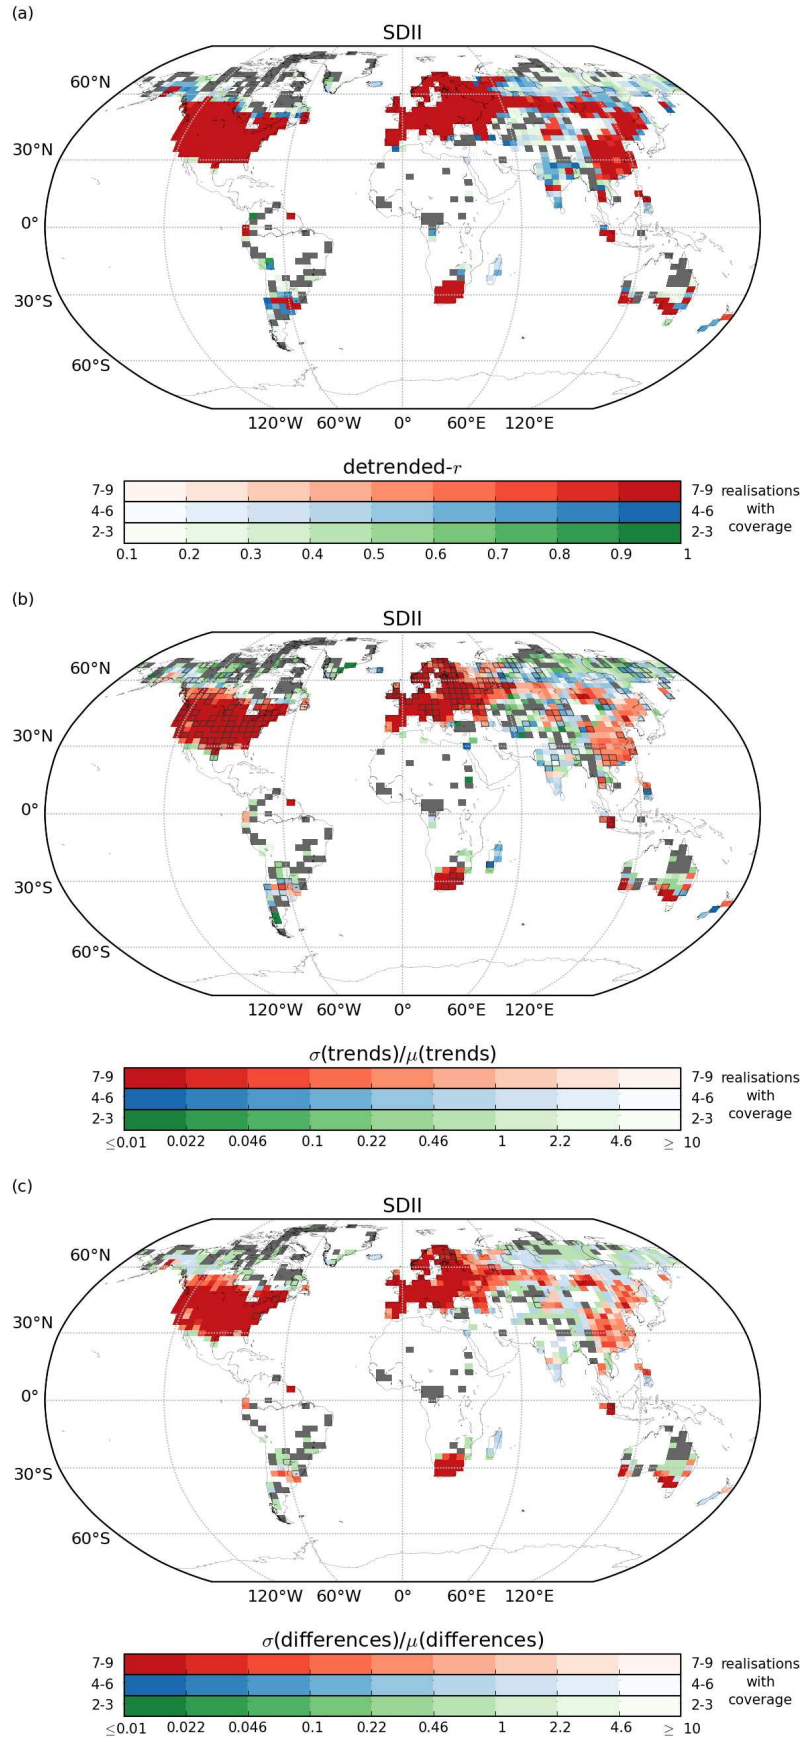 (a)
SDII
60°N
30°N
0°
30°S
60°S
120°W 60°W 0° 60°E 120°E
detrended-r
7-9 7-9 realisations
4-6 4-6 with
2-3 2-3 coverage
0.1 0.2 0.3 0.4 0.5 0.6 0.7 0.8 0.9 1
(b)
SDII
60°N
30°N
0°
30°S
60°S
120°W 60°W 0° 60°E 120°E
σ(trends)/μ(trends)
7-9 7-9 realisations
4-6 4-6 with
2-3 2-3 coverage
≤0.01 0.022 0.046 0.1 0.22 0.46 1 2.2 4.6 ≥ 10
(c)
SDII
60°N
30°N
0°
30°S
60°S
120°W 60°W 0° 60°E 120°E
σ(differences)/μ(differences)
7-9 7-9 realisations
4-6 4-6 with
2-3 2-3 coverage
≤0.01 0.022 0.046 0.1 0.22 0.46 1 2.2 4.6 ≥ 10